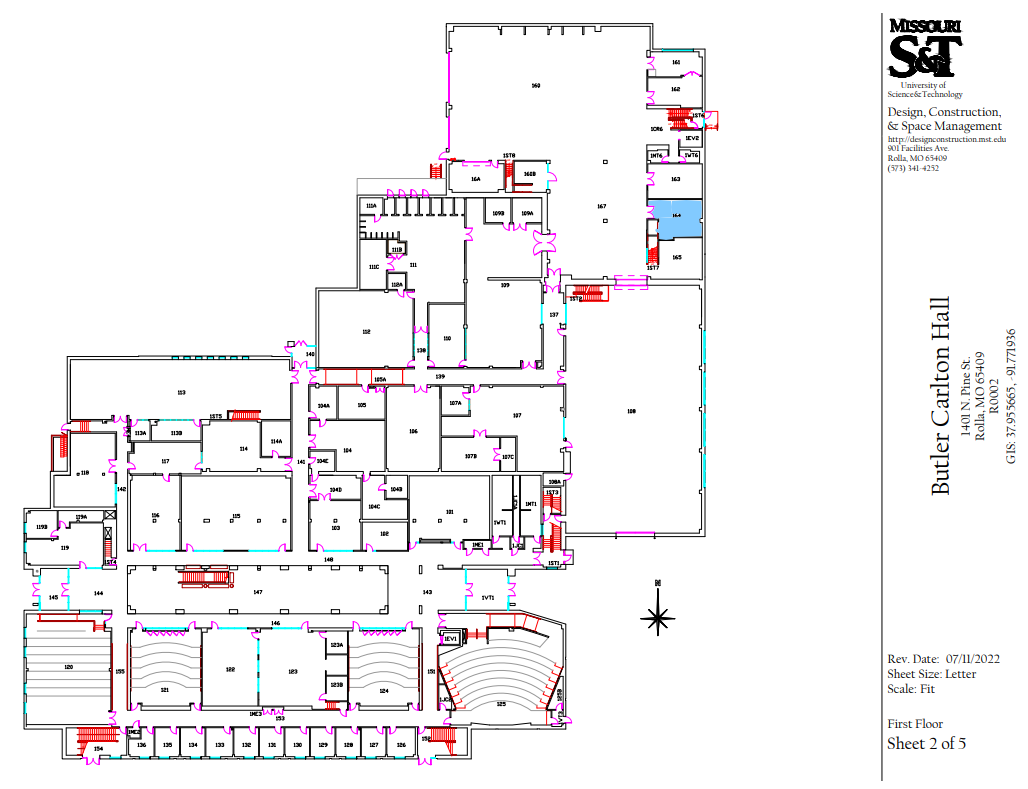 160
161
162
1ST6
1CR6
1EV2
1NT6
1WT6
1ST8
16A
160B
163
167
164
165
1ST7
111A
109B
109A
111B
111
111C
112A
109
1ST2
137
112
110
138
140
139
105A
113
104A
105
107A
107
108
106
1ST5
113A
113B
114
114A
104
104E
117
141
107B
107C
118
142
104D
104B
104C
108A
1ST3
116
115
103
102
101
1WT1
1NT1
119B
119A
119
1ST4
1ME1
1ST1
148
145
144
147
143
1VT1
146
1EV1
120
155
121
122
123
123A
123B
124
151
125
125B
1ME3
153
1ME2
154
136
135
134
133
132
131
130
129
128
127
126
152
N
MISSOURI
S&T
University of
Science&Technology
Design, Construction,
& Space Management
http://designconstruction.mst.edu
901 Facilities Ave.
Rolla, MO 65409
(573) 341-4252
Butler Carlton Hall
1401 N. Pine St.
Rolla, MO 65409
R0002
GIS: 37.955665, -91.771936
Rev. Date: 07/11/2022
Sheet Size: Letter
Scale: Fit
First Floor
Sheet 2 of 5